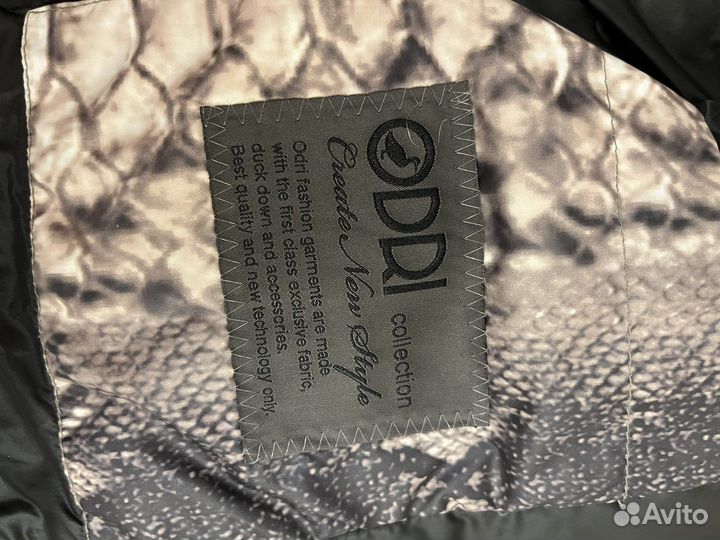 ODRI
collection
Create New Style
Odri fashion garments are made
with the first class exclusive fabric,
duck down and accessories.
Best quality and new technology only.
Avito